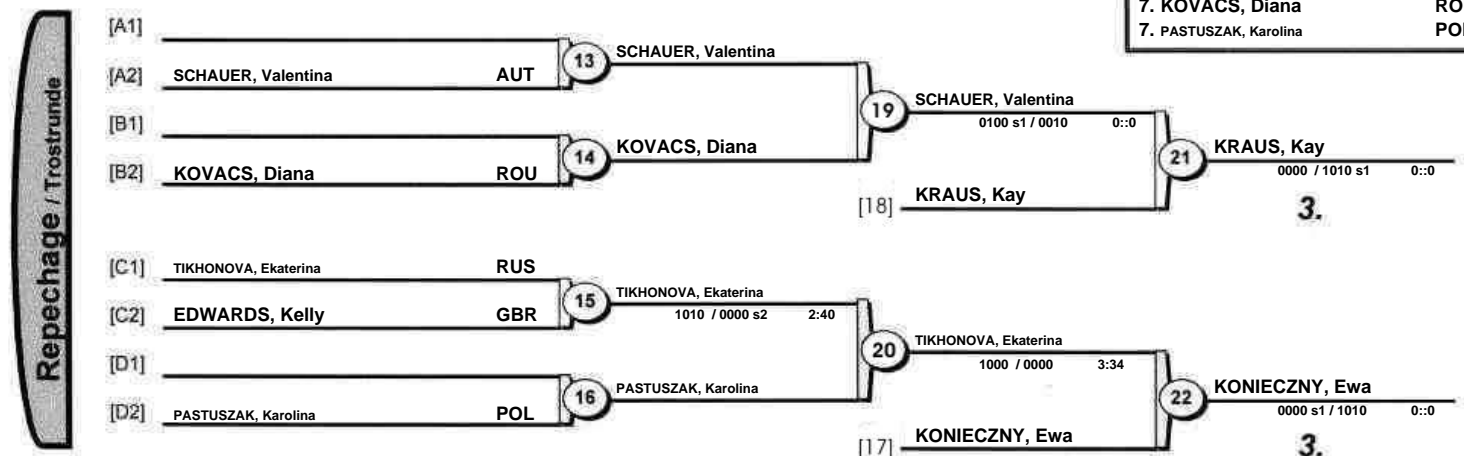 7. KOVACS, Diana
7. PASTUSZAK, Karolina POL
Repechage / Trostrunde
[A1]
[A2] SCHAUER, Valentina AUT
[B1]
[B2] KOVACS, Diana ROU
13 SCHAUER, Valentina
14 KOVACS, Diana
19 SCHAUER, Valentina
0100 s1 / 0010 0::0
[18] KRAUS, Kay
21 KRAUS, Kay
0000 / 1010 s1 0::0
3.
[C1] TIKHONOVA, Ekaterina RUS
[C2] EDWARDS, Kelly GBR
[D1]
[D2] PASTUSZAK, Karolina POL
15 TIKHONOVA, Ekaterina
1010 / 0000 s2 2:40
16 PASTUSZAK, Karolina
20 TIKHONOVA, Ekaterina
1000 / 0000 3:34
[17] KONIECZNY, Ewa
22 KONIECZNY, Ewa
0000 s1 / 1010 0::0
3.